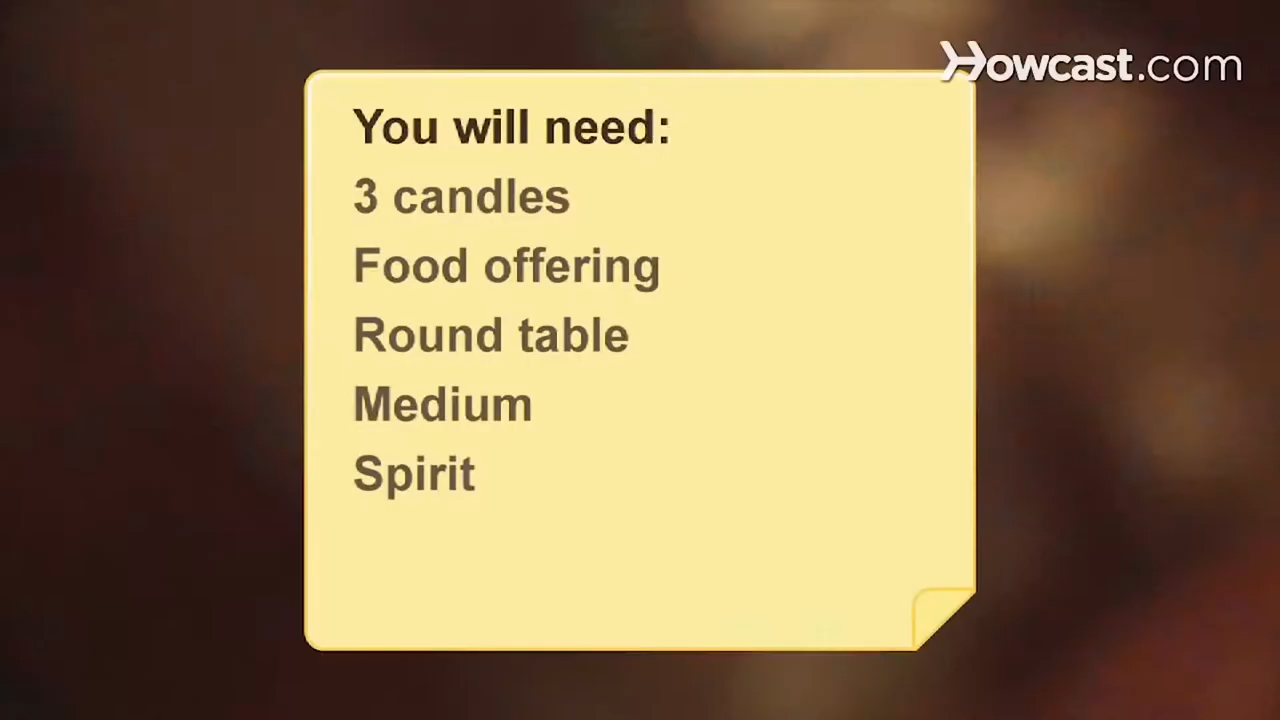 Howcast.com
You will need:
3 candles
Food offering
Round table
Medium
Spirit